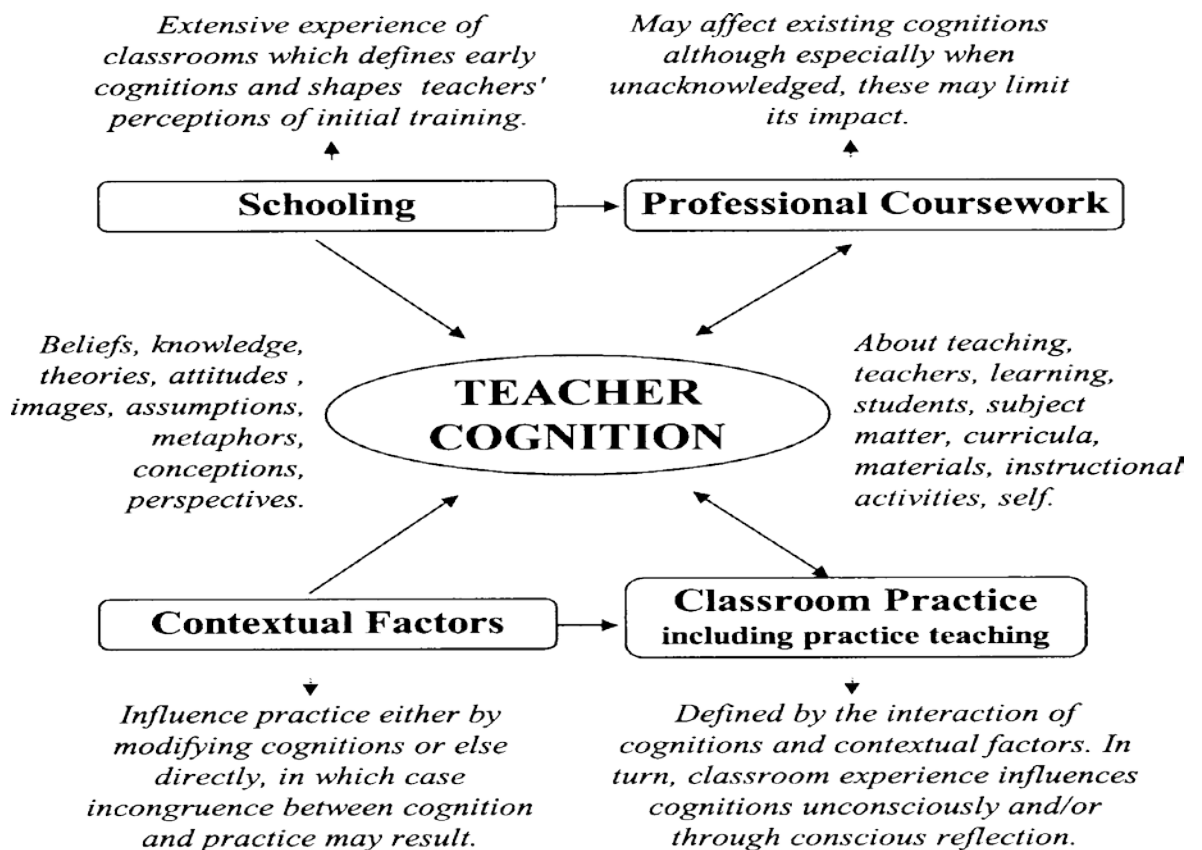 Extensive experience of
classrooms which defines early
cognitions and shapes teachers'
perceptions of initial training.
May affect existing cognitions
although especially when
unacknowledged, these may limit
its impact.
Schooling
Professional Coursework
Beliefs, knowledge,
theories, attitudes ,
images, assumptions,
metaphors,
conceptions,
perspectives.
TEACHER
COGNITION
About teaching,
teachers, learning,
students, subject
matter, curricula,
materials, instructional
activities, self.
Contextual Factors
Classroom Practice
including practice teaching
Influence practice either by
modifying cognitions or else
directly, in which case
incongruence between cognition
and practice may result.
Defined by the interaction of
cognitions and contextual factors. In
turn, classroom experience influences
cognitions unconsciously and/or
through conscious reflection.